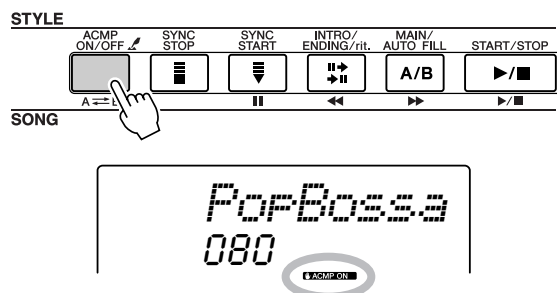 STYLE
ACMP ON/OFF SYNC STOP SYNC START INTRO/ENDING/rit. MAIN/AUTO FILL START/STOP
A/B
A
SONG
PopBossa
080
ACMP ON